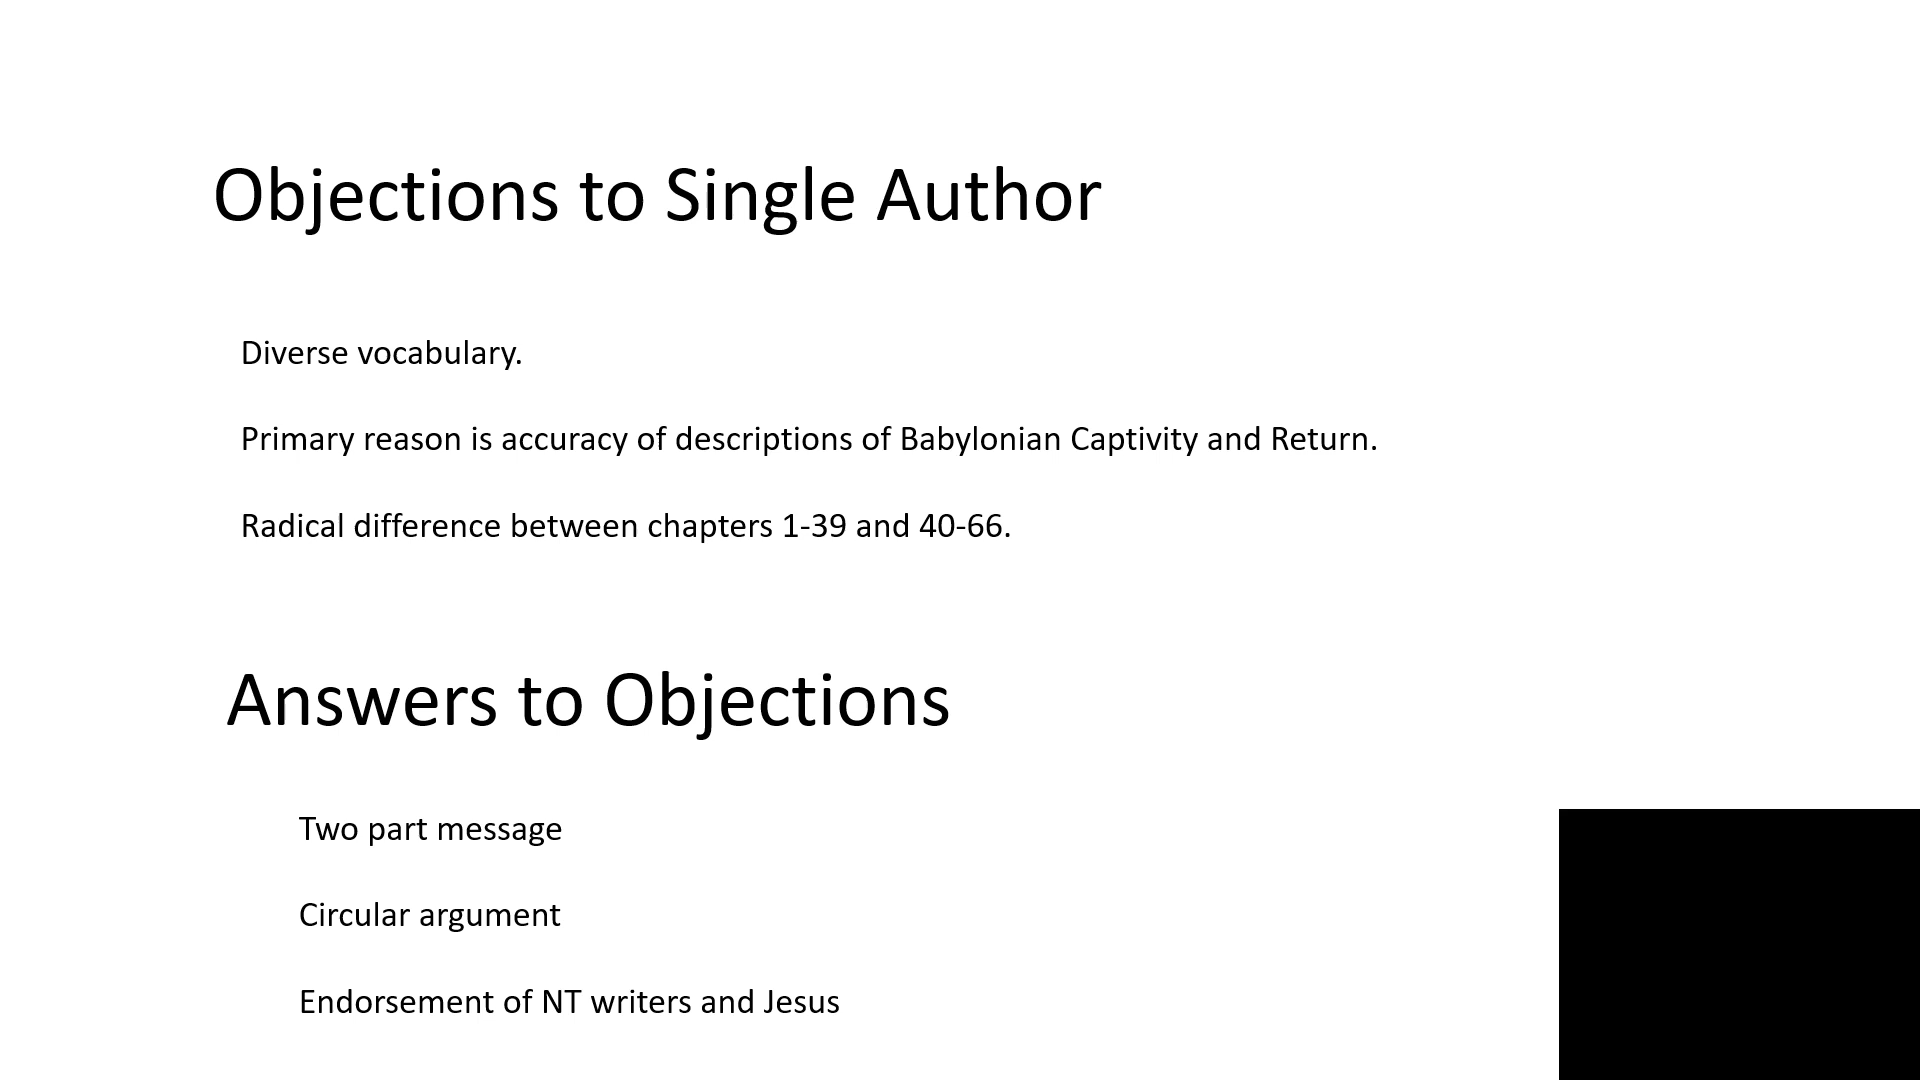 Objections to Single Author
Diverse vocabulary.
Primary reason is accuracy of descriptions of Babylonian Captivity and Return.
Radical difference between chapters 1-39 and 40-66.
Answers to Objections
Two part message
Circular argument
Endorsement of NT writers and Jesus